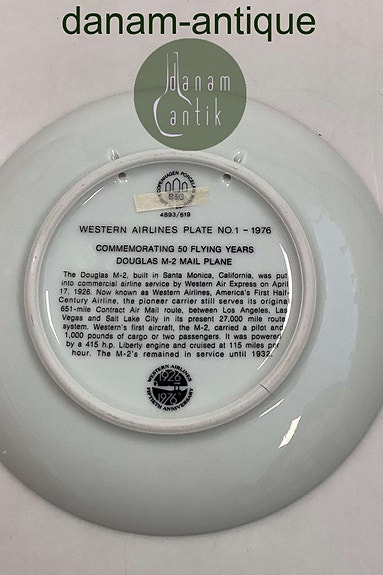 danam-antique
danam
antik
COPENHAGEN PORCELAIN
B&G
4893/619
WESTERN AIRLINES PLATE NO.1 – 1976
COMMEMORATING 50 FLYING YEARS
DOUGLAS M-2 MAIL PLANE
The Douglas M-2, built in Santa Monica, California, was put
into commercial airline service by Western Air Express on April
17, 1926. Now known as Western Airlines, America's First Half-
Century Airline, the pioneer carrier still serves its original
651-mile Contract Air Mail route, between Los Angeles, Las
Vegas and Salt Lake City in its present 27,000 mile route
system. Western's first aircraft, the M-2, carried a pilot and
1,000 pounds of cargo or two passengers. It was powered
by a 415 h.p. Liberty engine and cruised at 115 miles per
hour. The M-2's remained in service until 1932.
WESTERN AIRLINES
1926
1976
FIFTIETH ANNIVERSARY